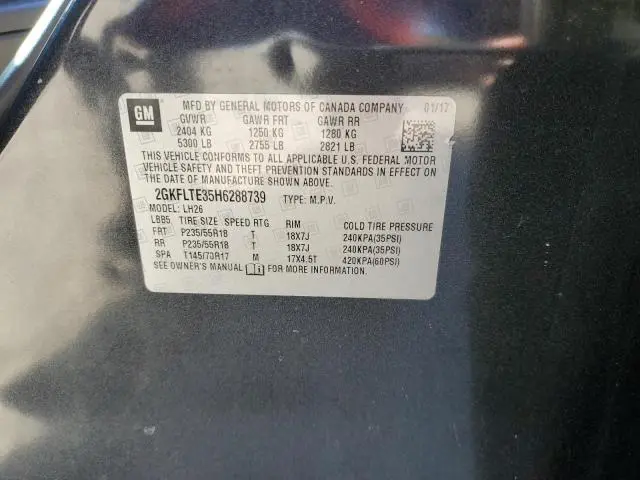 GM MFD BY GENERAL MOTORS OF CANADA COMPANY 01/17
GVWR GAWR FRT GAWR RR
2404 KG 1250 KG 1280 KG
5300 LB 2755 LB 2821 LB
THIS VEHICLE CONFORMS TO ALL APPLICABLE U.S. FEDERAL MOTOR
VEHICLE SAFETY AND THEFT PREVENTION STANDARDS IN EFFECT ON
THE DATE OF MANUFACTURE SHOWN ABOVE.
2GKFLTE35H6288739 TYPE: M.P.V.
MODEL: LH26
LBB5. TIRE SIZE SPEED RTG RIM COLD TIRE PRESSURE
FRT P235/55R18 T 18X7J 240KPA(35PSI)
RR P235/55R18 T 18X7J 240KPA(35PSI)
SPA T145/70R17 M 17X4.5T 420KPA(60PSI)
SEE OWNER'S MANUAL FOR MORE INFORMATION.